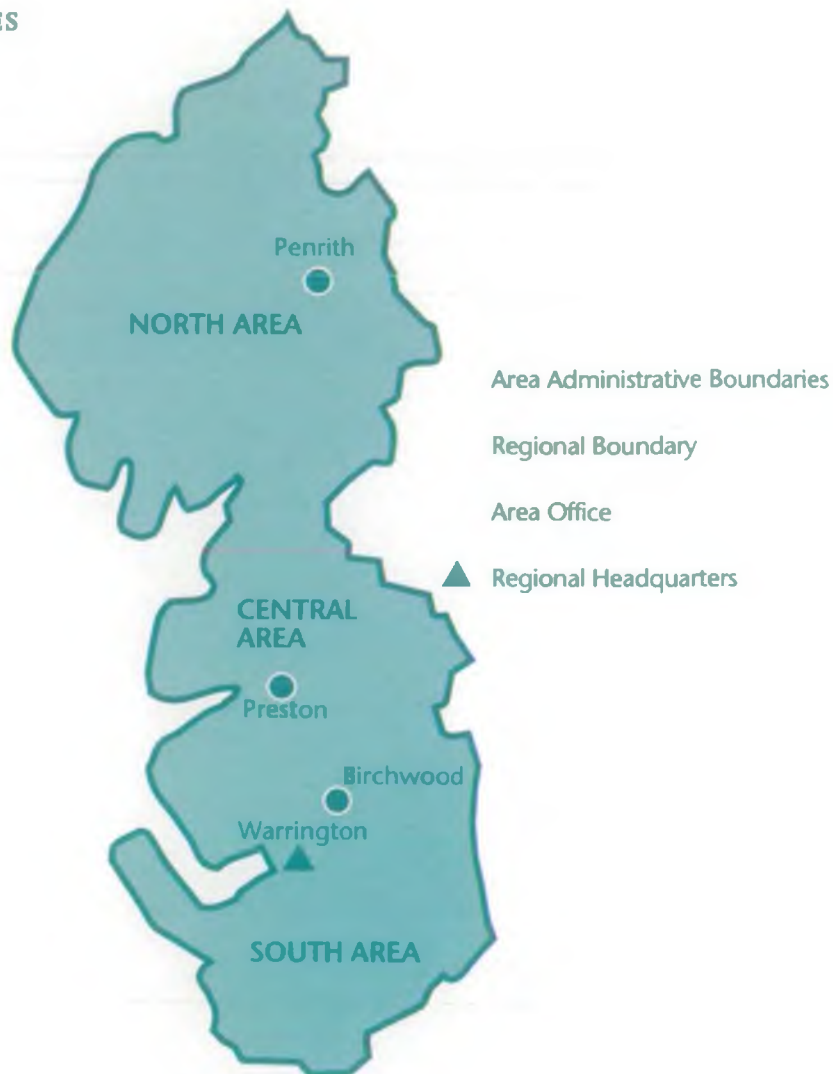 ES
Penrith
NORTH AREA
Area Administrative Boundaries
Regional Boundary
Area Office
Regional Headquarters
CENTRAL
AREA
Preston
Birchwood
Warrington
SOUTH AREA